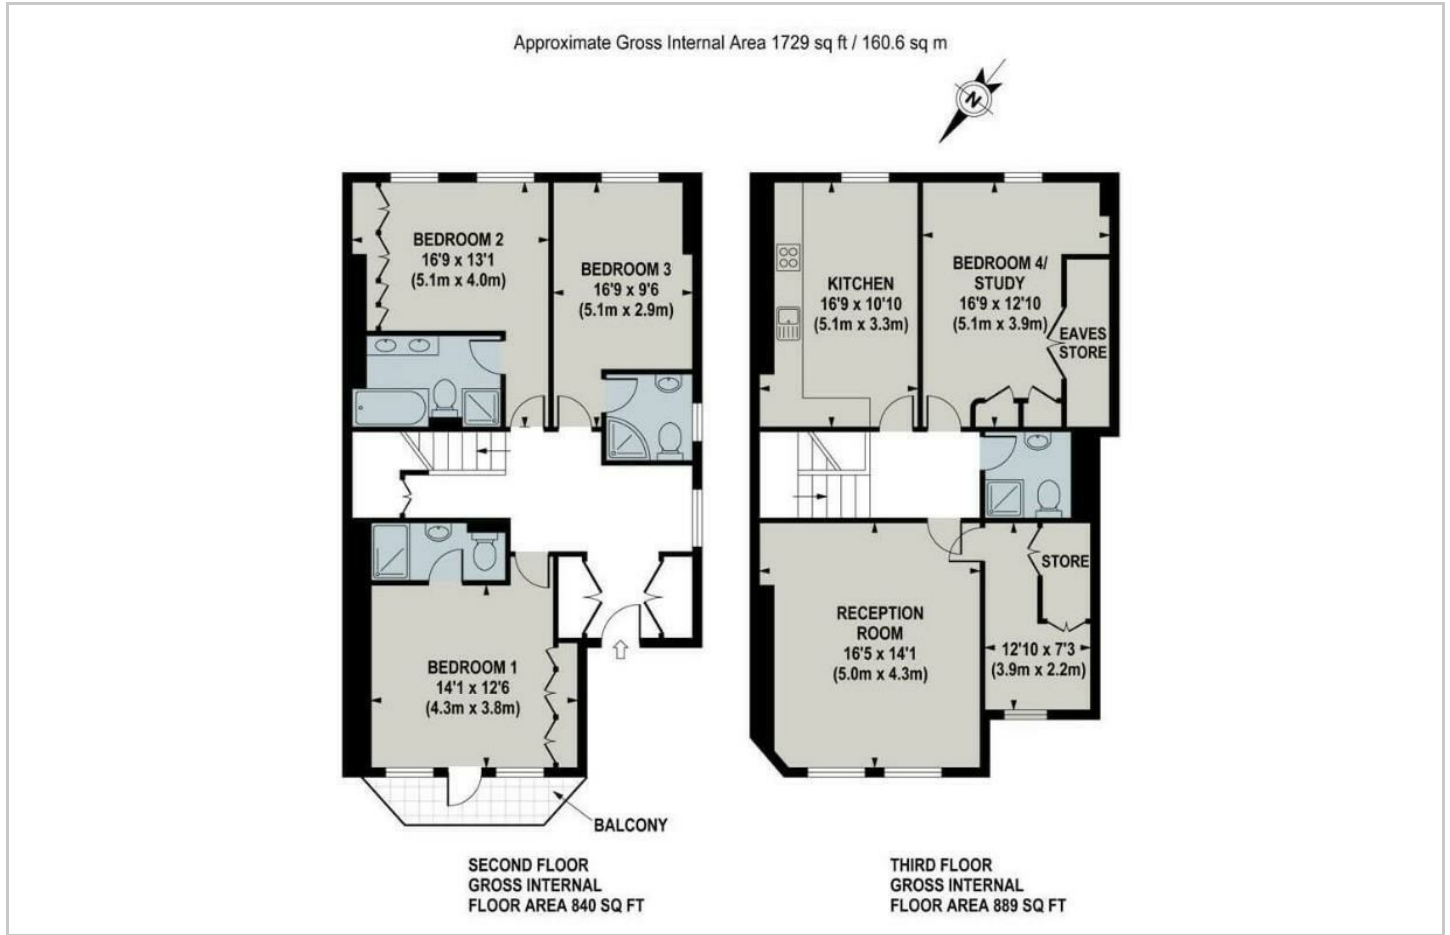 Approximate Gross Internal Area 1729 sq ft / 160.6 sq m
N
BEDROOM 2
16'9 x 13'1
(5.1m x 4.0m)
BEDROOM 3
16'9 x 9'6
(5.1m x 2.9m)
KITCHEN
16'9 x 10'10
(5.1m x 3.3m)
BEDROOM 4/
STUDY
16'9 x 12'10
(5.1m x 3.9m)
EAVES
STORE
BEDROOM 1
14'1 x 12'6
(4.3m x 3.8m)
RECEPTION
ROOM
16'5 x 14'1
(5.0m x 4.3m)
STORE
12'10 x 7'3
(3.9m x 2.2m)
BALCONY
SECOND FLOOR
GROSS INTERNAL
FLOOR AREA 840 SQ FT
THIRD FLOOR
GROSS INTERNAL
FLOOR AREA 889 SQ FT